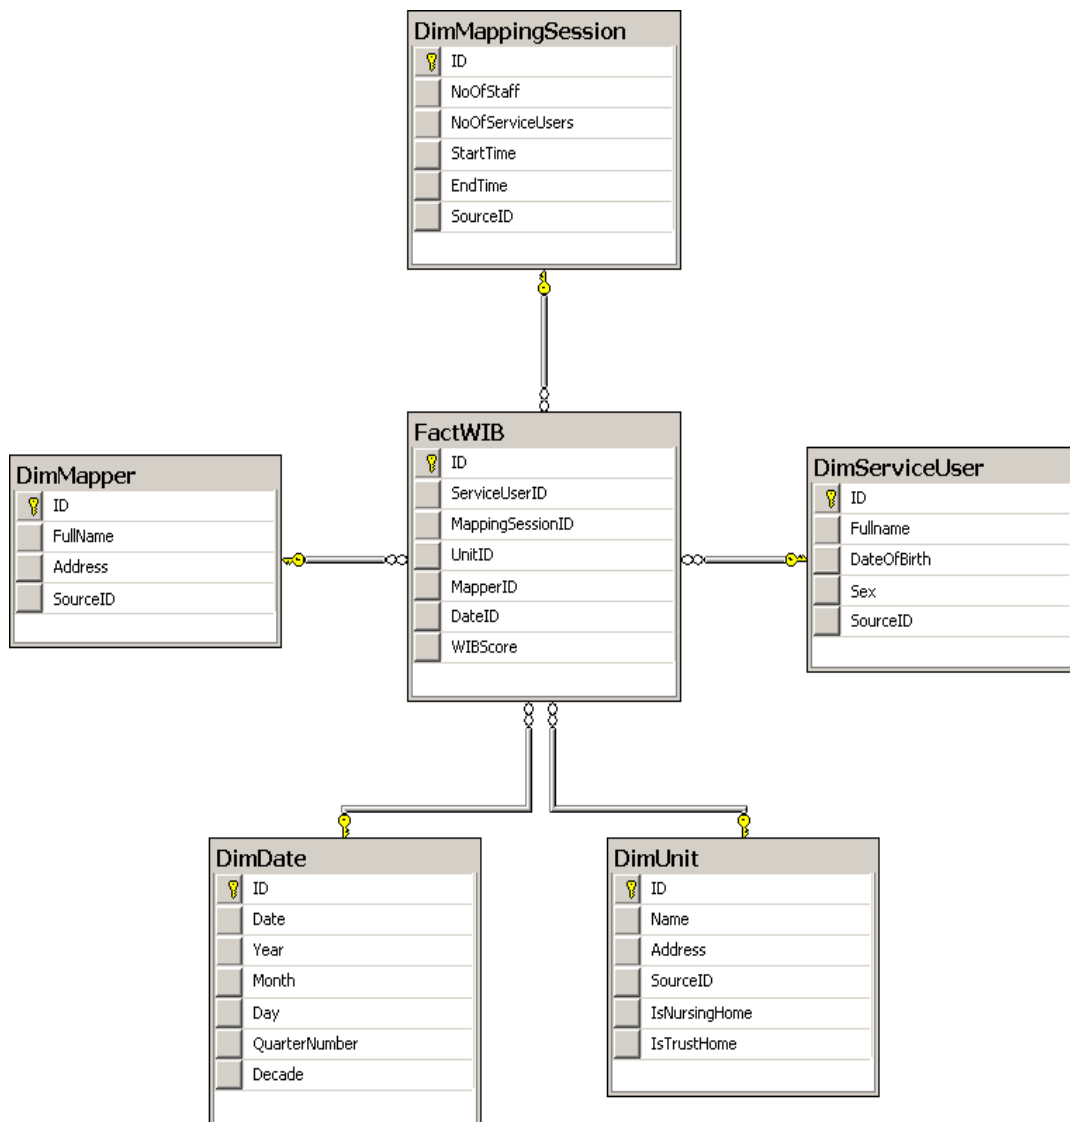 DimMappingSession
ID
NoOfStaff
NoOfServiceUsers
StartTime
EndTime
SourceID
FactWIB
ID
ServiceUserID
MappingSessionID
UnitID
MapperID
DateID
WIBScore
DimMapper
ID
FullName
Address
SourceID
DimServiceUser
ID
Fullname
DateOfBirth
Sex
SourceID
DimDate
ID
Date
Year
Month
Day
QuarterNumber
Decade
DimUnit
ID
Name
Address
SourceID
IsNursingHome
IsTrustHome